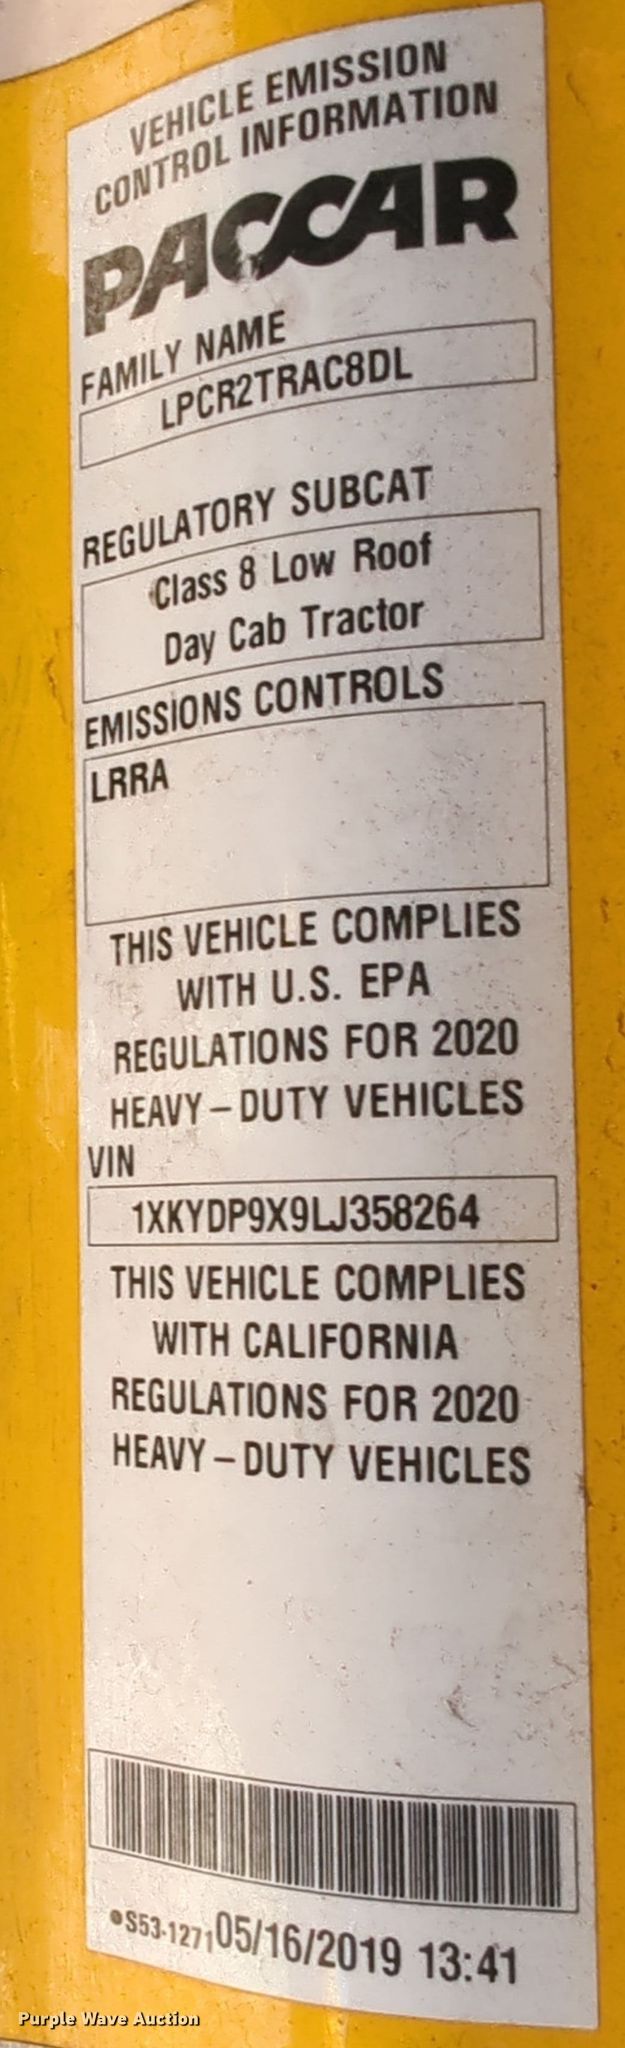 VEHICLE EMISSION
CONTROL INFORMATION
PACCAR
FAMILY NAME
LPCR2TRAC8DL
REGULATORY SUBCAT
Class 8 Low Roof
Day Cab Tractor
EMISSIONS CONTROLS
LRRA
THIS VEHICLE COMPLIES
WITH U.S. EPA
REGULATIONS FOR 2020
HEAVY-DUTY VEHICLES
VIN
1XKYDP9X9LJ358264
THIS VEHICLE COMPLIES
WITH CALIFORNIA
REGULATIONS FOR 2020
HEAVY-DUTY VEHICLES
S53-1271 05/16/2019 13:41
Purple Wave Auction